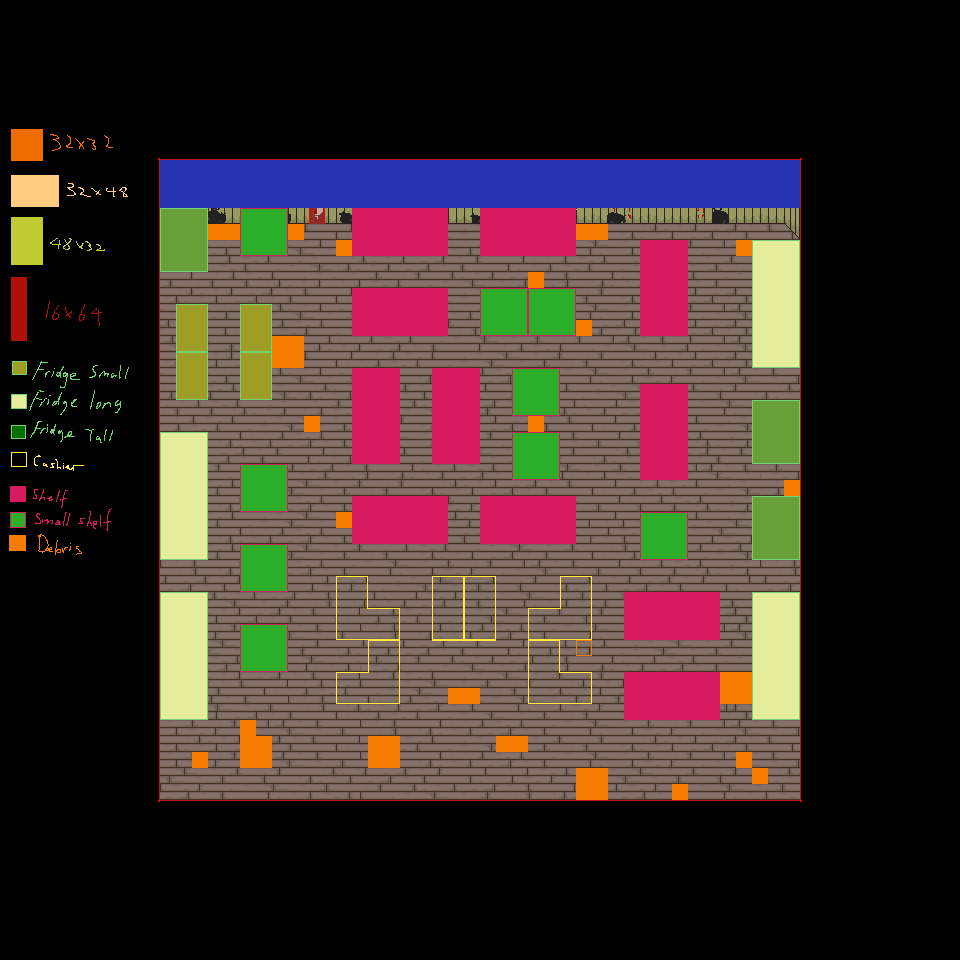 32x32
32x48
48x32
16x64
Fridge Small
Fridge long
Fridge Tall
Cashier
Shelf
Small shelf
Debris